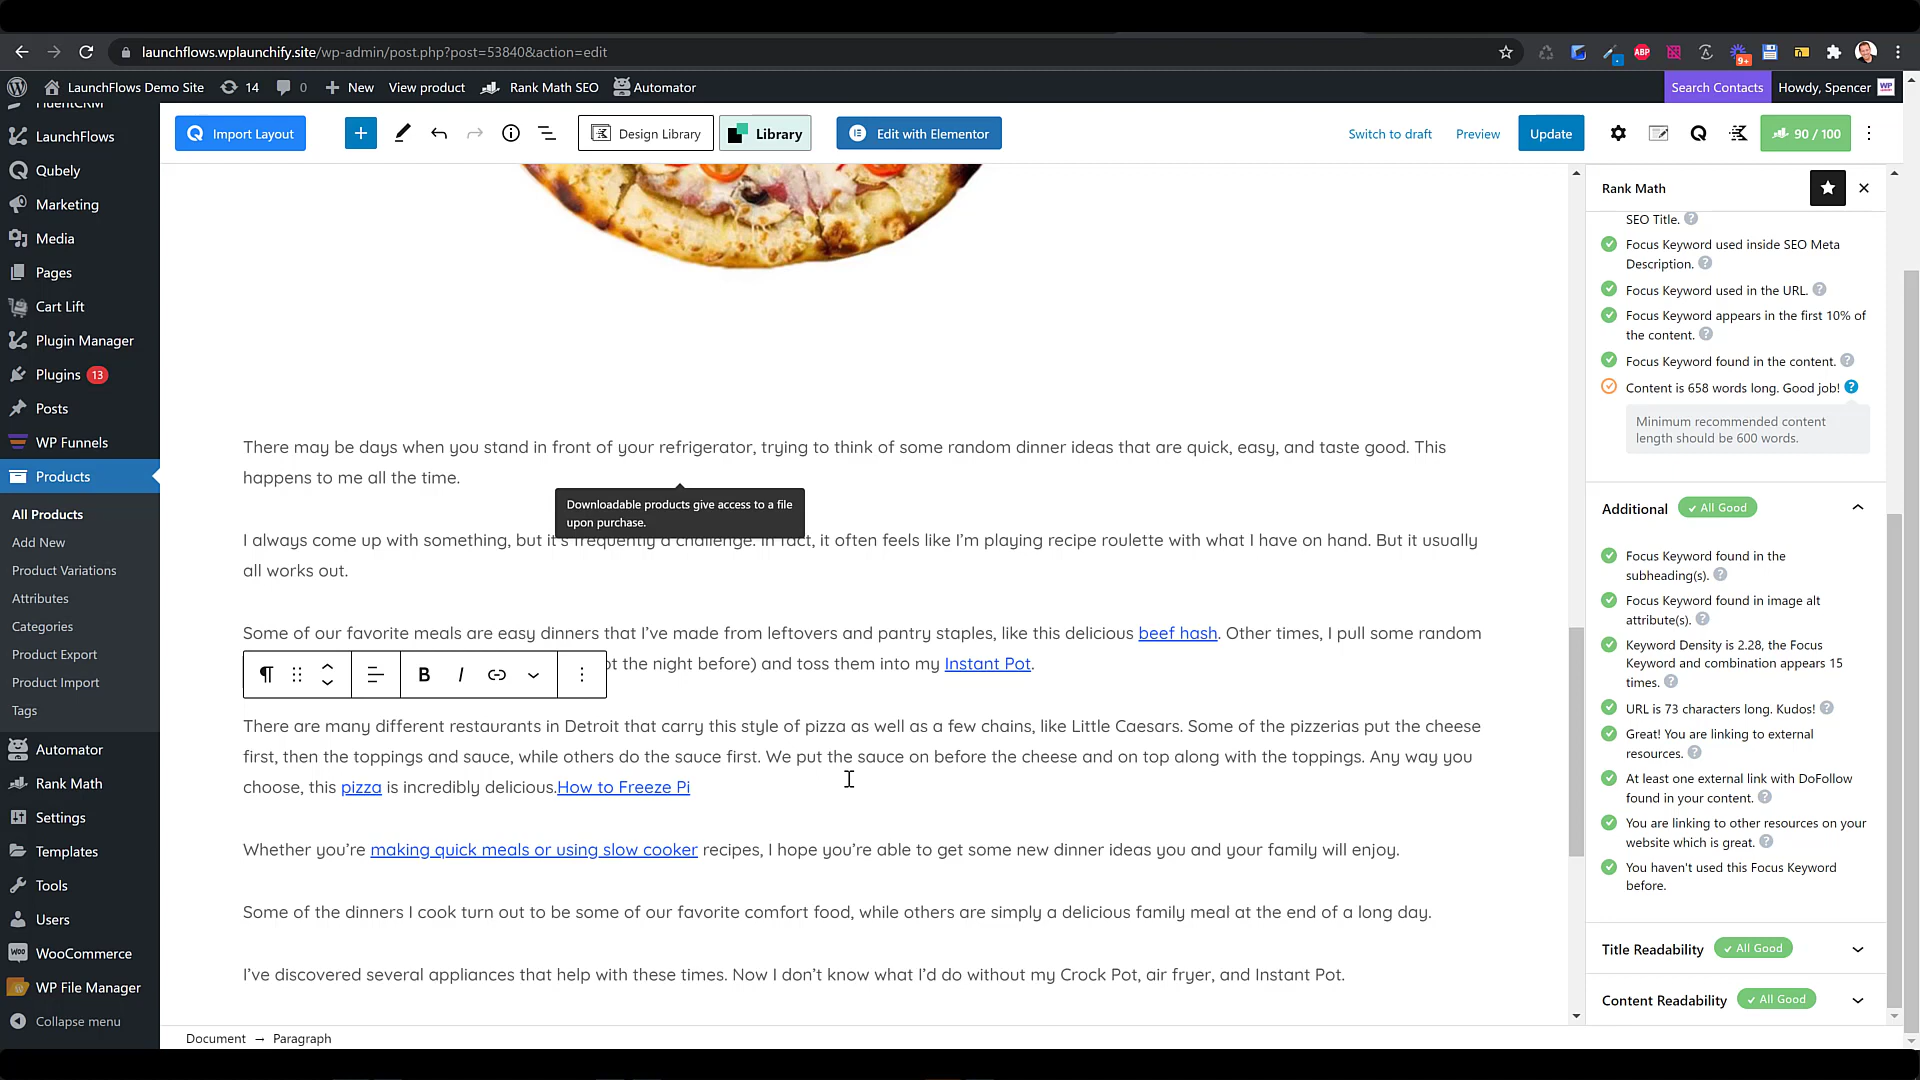 launchflows.wplaunchify.site/wp-admin/post.php?post=53840&action=edit
ABP
9+
LaunchFlows Demo Site
14
0
New
View product
Rank Math SEO
Automator
Search Contacts
Howdy, Spencer
FluentCRM
LaunchFlows
Qubely
Marketing
Media
Pages
Cart Lift
Plugin Manager
Plugins 13
Posts
WP Funnels
Products
All Products
Add New
Product Variations
Attributes
Categories
Product Export
Product Import
Tags
Automator
Rank Math
Settings
Templates
Tools
Users
WooCommerce
WP File Manager
Collapse menu
Import Layout
Design Library
Library
Edit with Elementor
Switch to draft
Preview
Update
90 / 100
There may be days when you stand in front of your refrigerator, trying to think of some random dinner ideas that are quick, easy, and taste good. This
happens to me all the time.
Downloadable products give access to a file
upon purchase.
I always come up with something, but it's frequently a challenge. In fact, it often feels like I'm playing recipe roulette with what I have on hand. But it usually
all works out.
Some of our favorite meals are easy dinners that I've made from leftovers and pantry staples, like this delicious beef hash. Other times, I pull some random
the night before) and toss them into my Instant Pot.
B I
There are many different restaurants in Detroit that carry this style of pizza as well as a few chains, like Little Caesars. Some of the pizzerias put the cheese
first, then the toppings and sauce, while others do the sauce first. We put the sauce on before the cheese and on top along with the toppings. Any way you
choose, this pizza is incredibly delicious.How to Freeze Pi
Whether you're making quick meals or using slow cooker recipes, I hope you're able to get some new dinner ideas you and your family will enjoy.
Some of the dinners I cook turn out to be some of our favorite comfort food, while others are simply a delicious family meal at the end of a long day.
I've discovered several appliances that help with these times. Now I don't know what I'd do without my Crock Pot, air fryer, and Instant Pot.
Document → Paragraph
Rank Math
SEO Title.
Focus Keyword used inside SEO Meta
Description.
Focus Keyword used in the URL.
Focus Keyword appears in the first 10% of
the content.
Focus Keyword found in the content.
Content is 658 words long. Good job!
Minimum recommended content
length should be 600 words.
Additional All Good
Focus Keyword found in the
subheading(s).
Focus Keyword found in image alt
attribute(s).
Keyword Density is 2.28, the Focus
Keyword and combination appears 15
times.
URL is 73 characters long. Kudos!
Great! You are linking to external
resources.
At least one external link with DoFollow
found in your content.
You are linking to other resources on your
website which is great.
You haven't used this Focus Keyword
before.
Title Readability All Good
Content Readability All Good